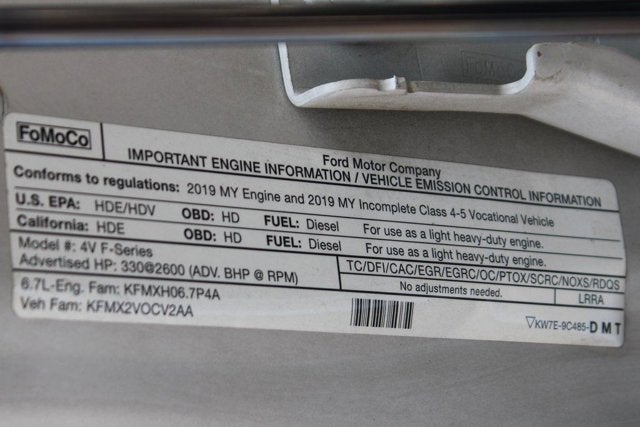 FoMoCo
Ford Motor Company
IMPORTANT ENGINE INFORMATION / VEHICLE EMISSION CONTROL INFORMATION
Conforms to regulations: 2019 MY Engine and 2019 MY Incomplete Class 4-5 Vocational Vehicle
U.S. EPA: HDE/HDV OBD: HD FUEL: Diesel For use as a light heavy-duty engine.
California: HDE OBD: HD FUEL: Diesel For use as a light heavy-duty engine.
Model #: 4V F-Series
Advertised HP: 330@2600 (ADV. BHP @ RPM)
TC/DFI/CAC/EGR/EGRC/OC/PTOX/SCRC/NOXS/RDQS
No adjustments needed.
LRRA
6.7L-Eng. Fam: KFMXH06.7P4A
Veh Fam: KFMX2VOCV2AA
KW7E-9C485-DMT